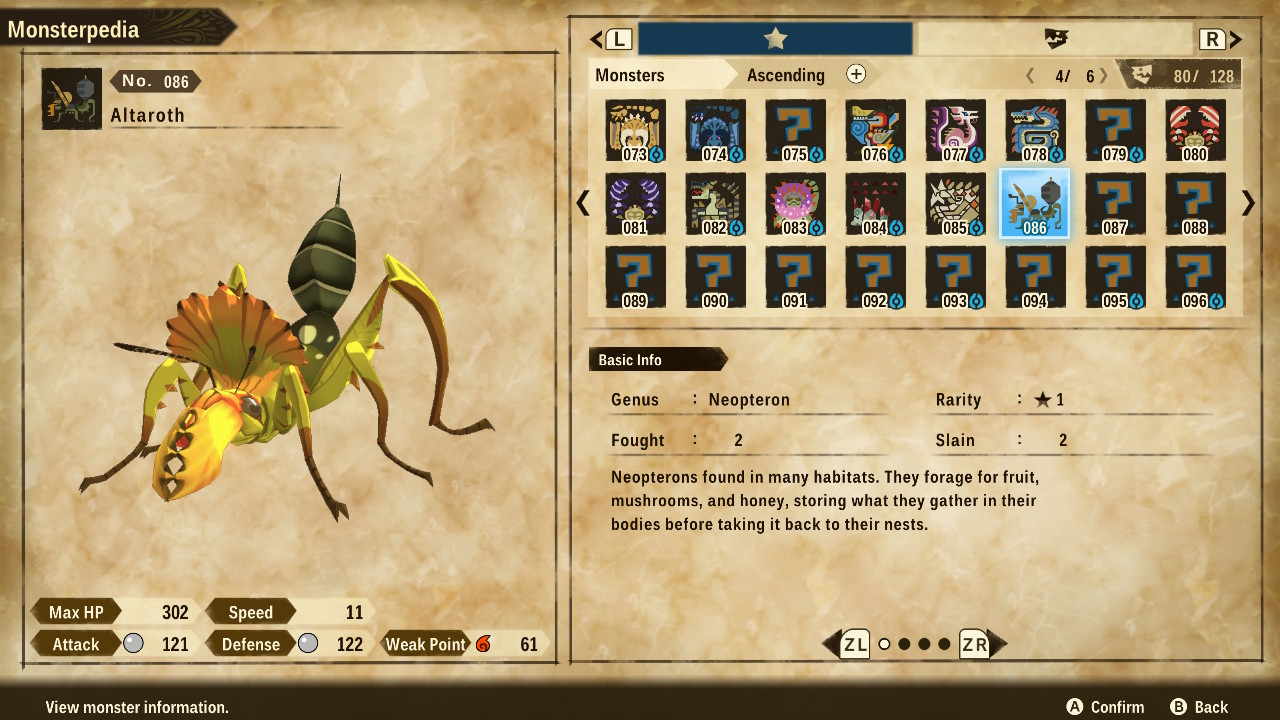 Monsterpedia
No. 086
Altaroth
Max HP 302
Speed 11
Attack 121
Defense 122
Weak Point 61
L
R
Monsters
Ascending
4/ 6
80/ 128
073 074 075 076 077 078 079 080
081 082 083 084 085 086 087 088
089 090 091 092 093 094 095 096
Basic Info
Genus : Neopteron
Rarity : ★ 1
Fought : 2
Slain : 2
Neopterons found in many habitats. They forage for fruit,
mushrooms, and honey, storing what they gather in their
bodies before taking it back to their nests.
ZL ZR
View monster information.
A Confirm
B Back